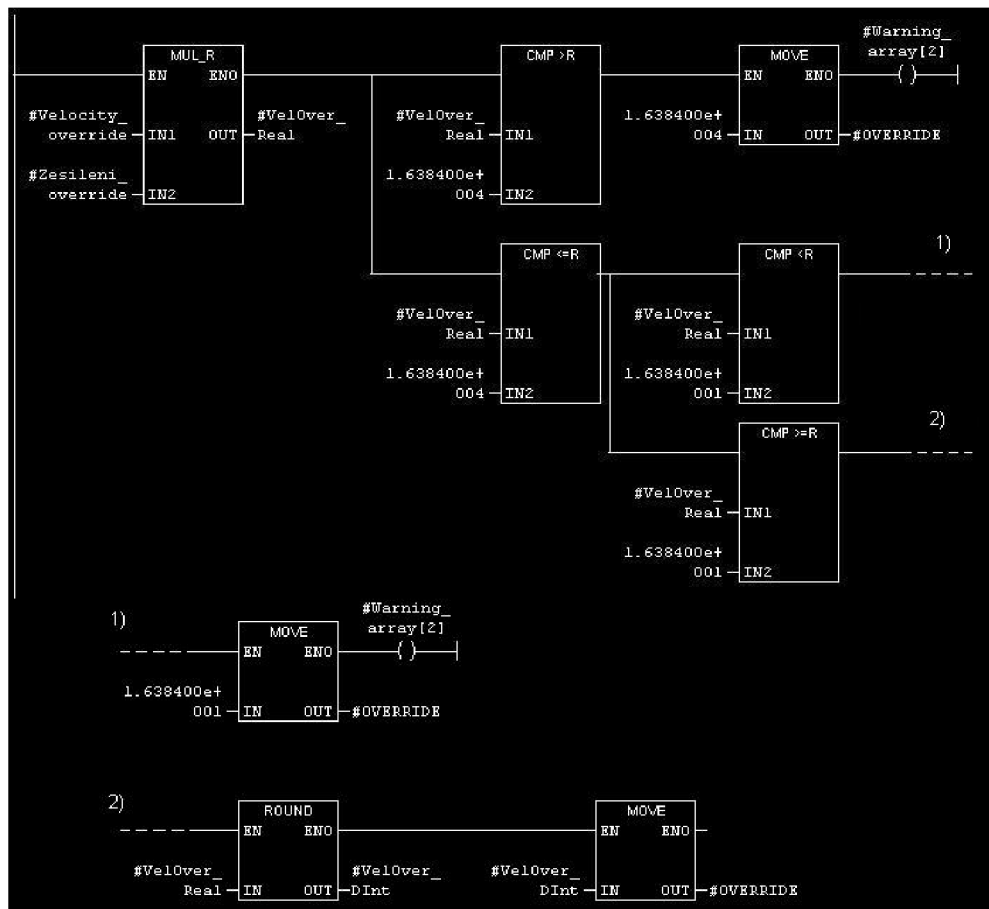 MUL_R
EN ENO
#Velocity_
override IN1 OUT
#VelOver_
Real
#Zesileni_
override IN2
CMP >R
#VelOver_
Real IN1
1.638400e+
004 IN2
MOVE
EN ENO
1.638400e+
004 IN OUT #OVERRIDE
#Warning_
array[2]
( )
CMP <=R
#VelOver_
Real IN1
1.638400e+
004 IN2
CMP <R
#VelOver_
Real IN1
1.638400e+
001 IN2
1)
CMP >=R
#VelOver_
Real IN1
1.638400e+
001 IN2
2)
1)
MOVE
EN ENO
1.638400e+
001 IN OUT #OVERRIDE
#Warning_
array[2]
( )
2)
ROUND
EN ENO
#VelOver_
Real IN OUT
#VelOver_
DInt
MOVE
EN ENO
#VelOver_
DInt IN OUT #OVERRIDE